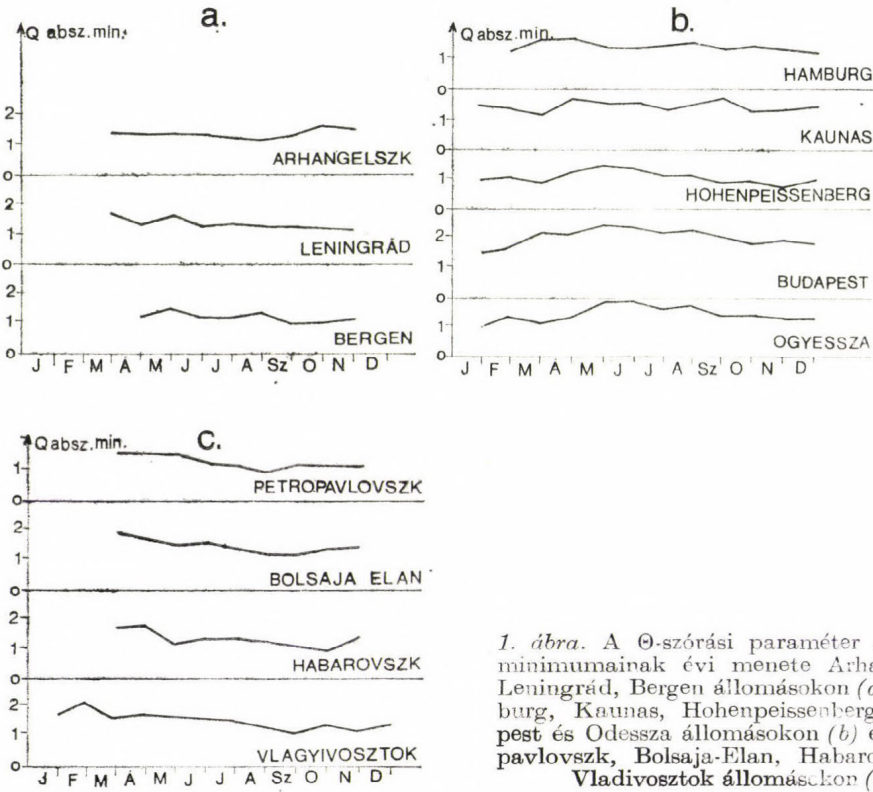 a.
Q absz.min.
2
1
ARHANGELSZK
0
2
1
LENINGRÁD
0
2
1
BERGEN
0
J F M A M J J A Sz O N D
b.
Q absz.min.
1
HAMBURG
0
1
KAUNAS
0
1
HOHENPEISSENBERG
0
2
1
BUDAPEST
0
1
OGYESSZA
0
J F M A M J J A Sz O N D
c.
Q absz.min.
1
PETROPAVLOVSZK
0
2
1
BOLSAJA ELAN
0
2
1
HABAROVSZK
0
2
1
VLAGYIVOSZTOK
0
J F M A M J J A Sz O N D
1. ábra. A Θ-szórási paraméter
minimumainak évi menete Arha
Leningrád, Bergen állomásokon (a
burg, Kaunas, Hohenpeissenberg
pest és Odessza állomásokon (b) é
pavlovszk, Bolsaja-Elan, Habaro
Vladivosztok állomásokon (